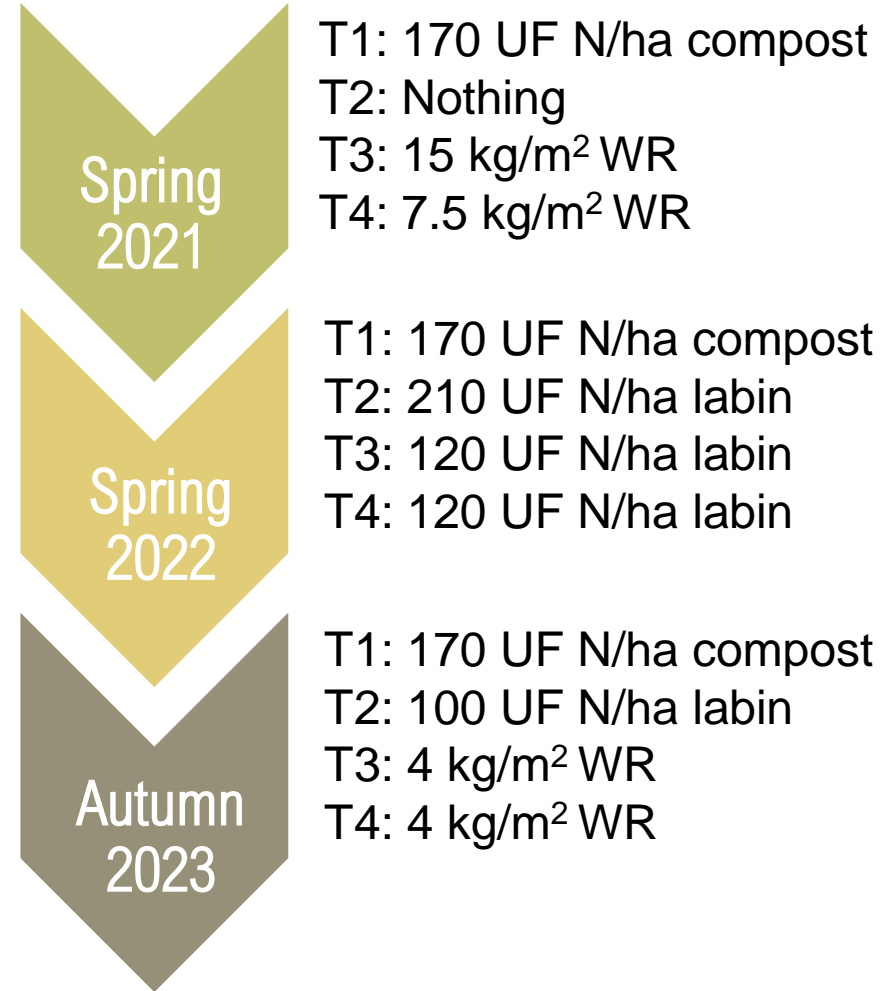 Spring
2021
T1: 170 UF N/ha compost
T2: Nothing
T3: 15 kg/m² WR
T4: 7.5 kg/m² WR
Spring
2022
T1: 170 UF N/ha compost
T2: 210 UF N/ha labin
T3: 120 UF N/ha labin
T4: 120 UF N/ha labin
Autumn
2023
T1: 170 UF N/ha compost
T2: 100 UF N/ha labin
T3: 4 kg/m² WR
T4: 4 kg/m² WR